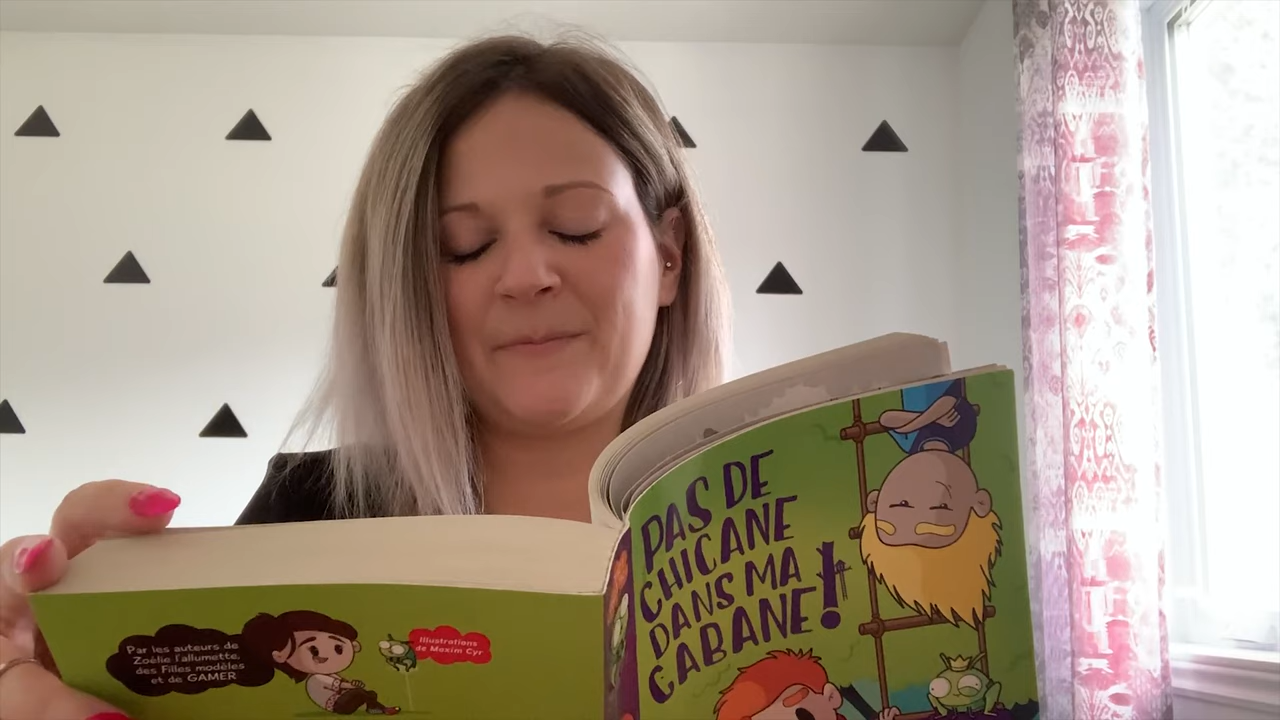 Par les auteurs de
Zoélie l'allumette,
des Filles modèles
et de GAMER
Illustrations
de Maxim Cyr
PAS DE
CHICANE
DANS MA
CABANE!